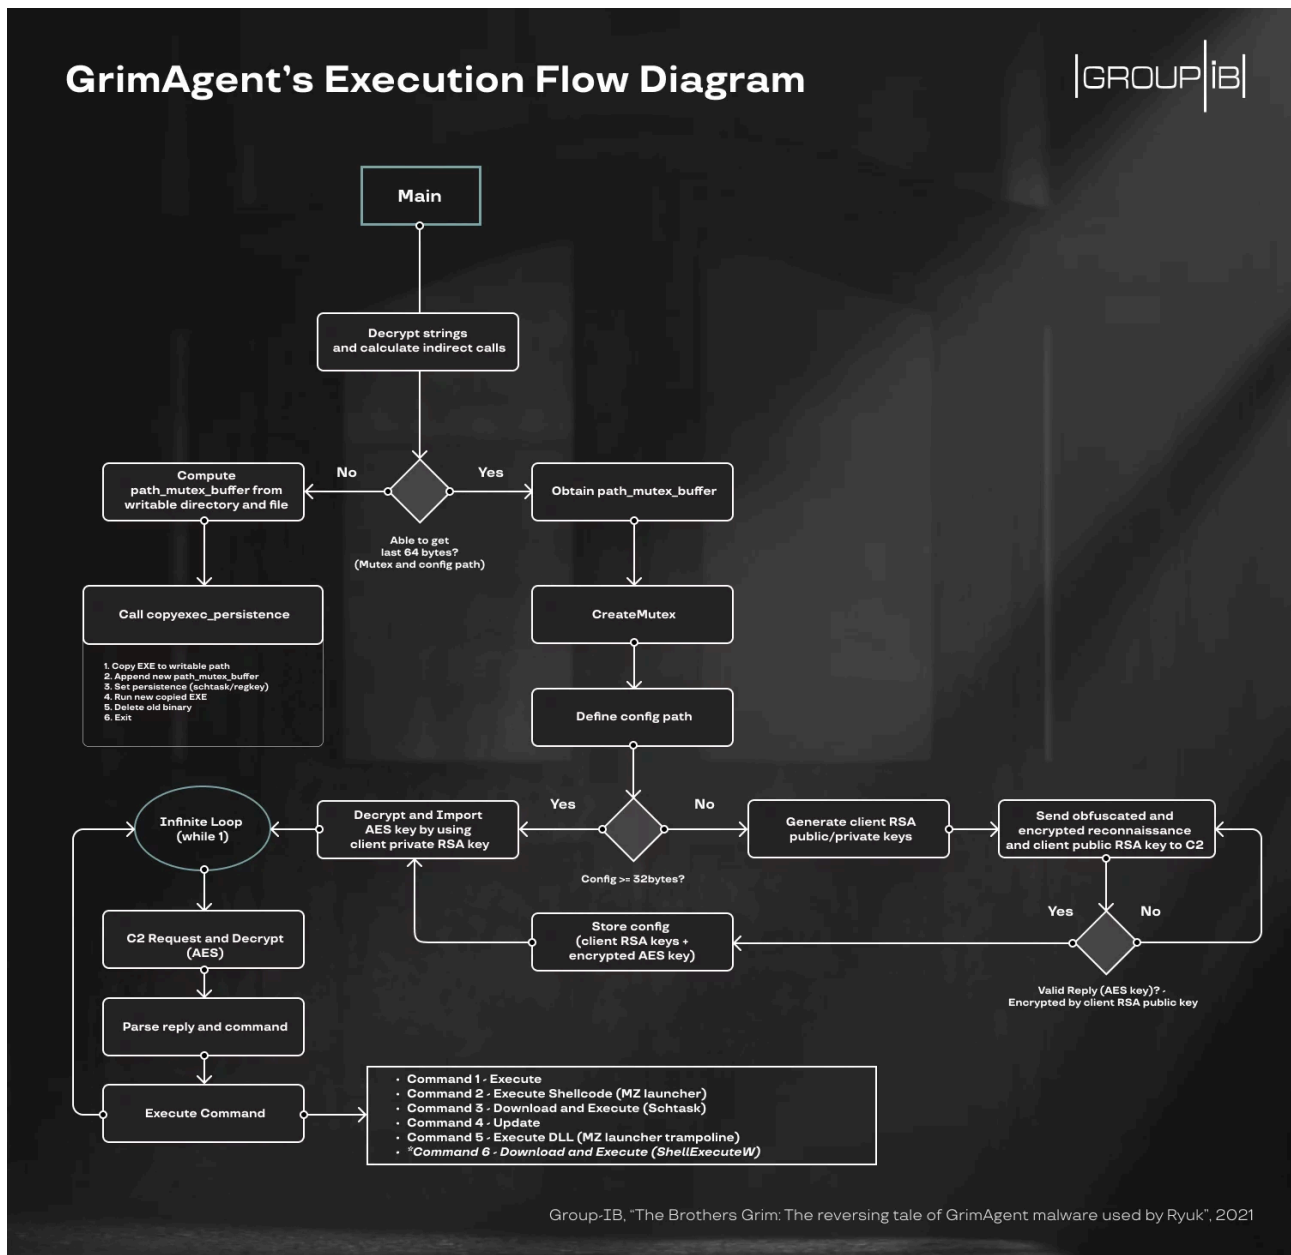 GrimAgent's Execution Flow Diagram
GROUP iB
Main
Decrypt strings
and calculate indirect calls
No
Yes
Compute
path_mutex_buffer from
writable directory and file
Obtain path_mutex_buffer
Able to get
last 64 bytes?
(Mutex and config path)
Call copyexec_persistence
1. Copy EXE to writable path
2. Append new path_mutex_buffer
3. Set persistence (schtask/regkey)
4. Run new copied EXE
5. Delete old binary
6. Exit
CreateMutex
Define config path
Infinite Loop
(while 1)
Decrypt and Import
AES key by using
client private RSA key
Yes
No
Config >= 32bytes?
Generate client RSA
public/private keys
Send obfuscated and
encrypted reconnaissance
and client public RSA key to C2
Yes
No
Valid Reply (AES key)? -
Encrypted by client RSA public key
Store config
(client RSA keys +
encrypted AES key)
C2 Request and Decrypt
(AES)
Parse reply and command
Execute Command
• Command 1 - Execute
• Command 2 - Execute Shellcode (MZ launcher)
• Command 3 - Download and Execute (Schtask)
• Command 4 - Update
• Command 5 - Execute DLL (MZ launcher trampoline)
• *Command 6 - Download and Execute (ShellExecuteW)
Group-IB, "The Brothers Grim: The reversing tale of GrimAgent malware used by Ryuk", 2021